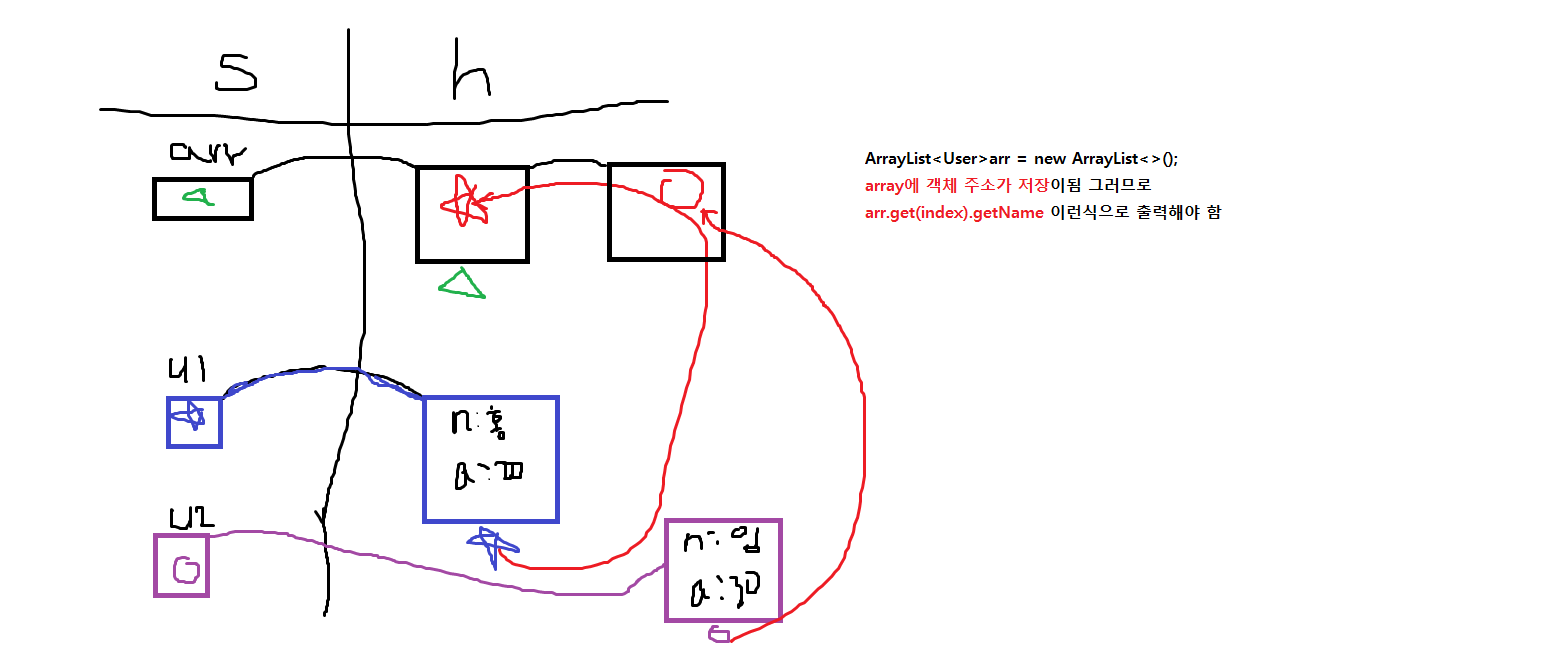 s h
arr
ArrayList<User>arr = new ArrayList<>();
array에 객체 주소가 저장이됨 그러므로
arr.get(index).getName 이런식으로 출력해야 함
u1
n:홍
a:
u2
n:임
a:30